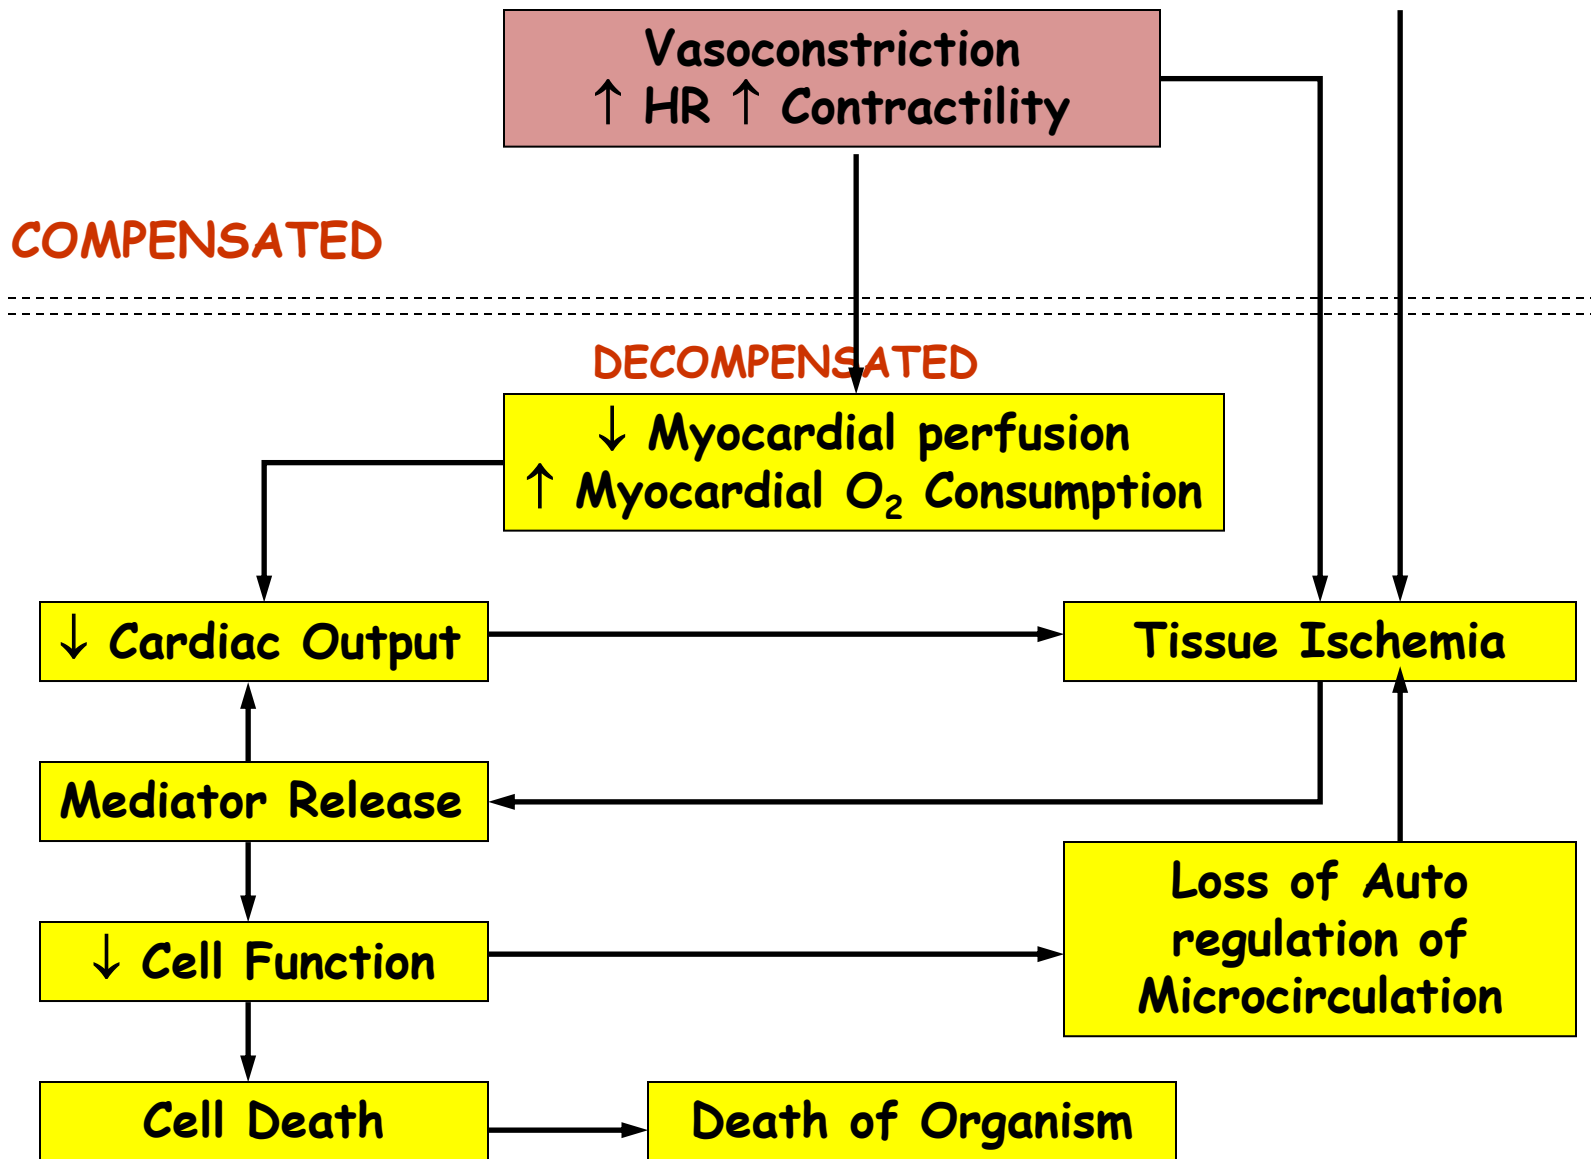 Vasoconstriction
↑ HR ↑ Contractility
COMPENSATED
DECOMPENSATED
↓ Myocardial perfusion
↑ Myocardial O₂ Consumption
↓ Cardiac Output
Tissue Ischemia
Mediator Release
Loss of Auto
regulation of
Microcirculation
↓ Cell Function
Cell Death
Death of Organism